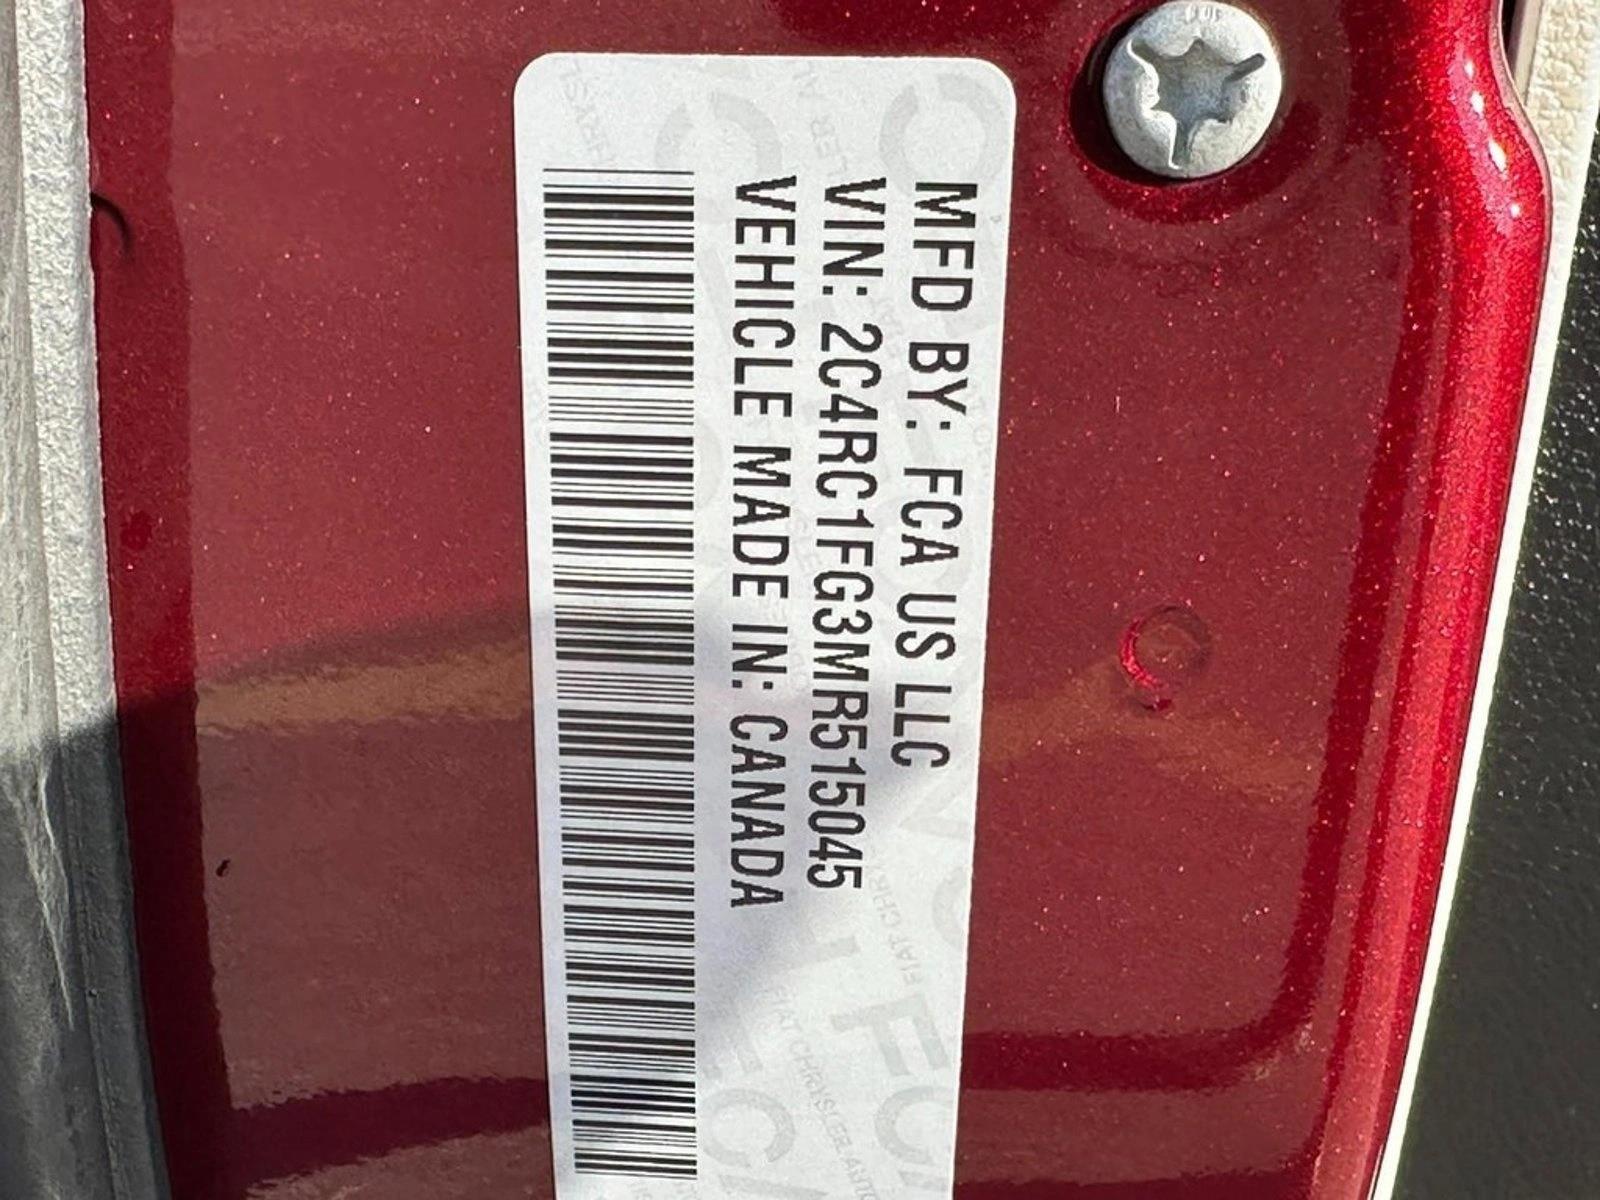 MFD BY: FCA US LLC
VIN: 2C4RC1FG3MR515045
VEHICLE MADE IN: CANADA